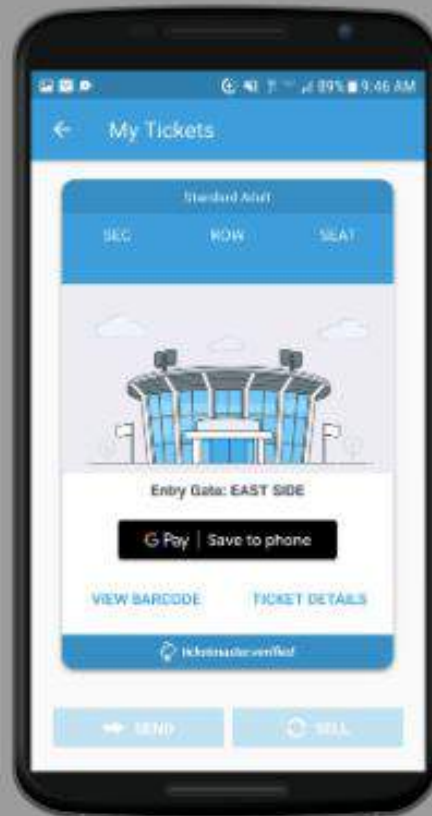 89% 9:46 AM
My Tickets
Standard Adult
SEC ROW SEAT
Entry Gate: EAST SIDE
G Pay | Save to phone
VIEW BARCODE TICKET DETAILS
ticketmaster verified
SEND SELL